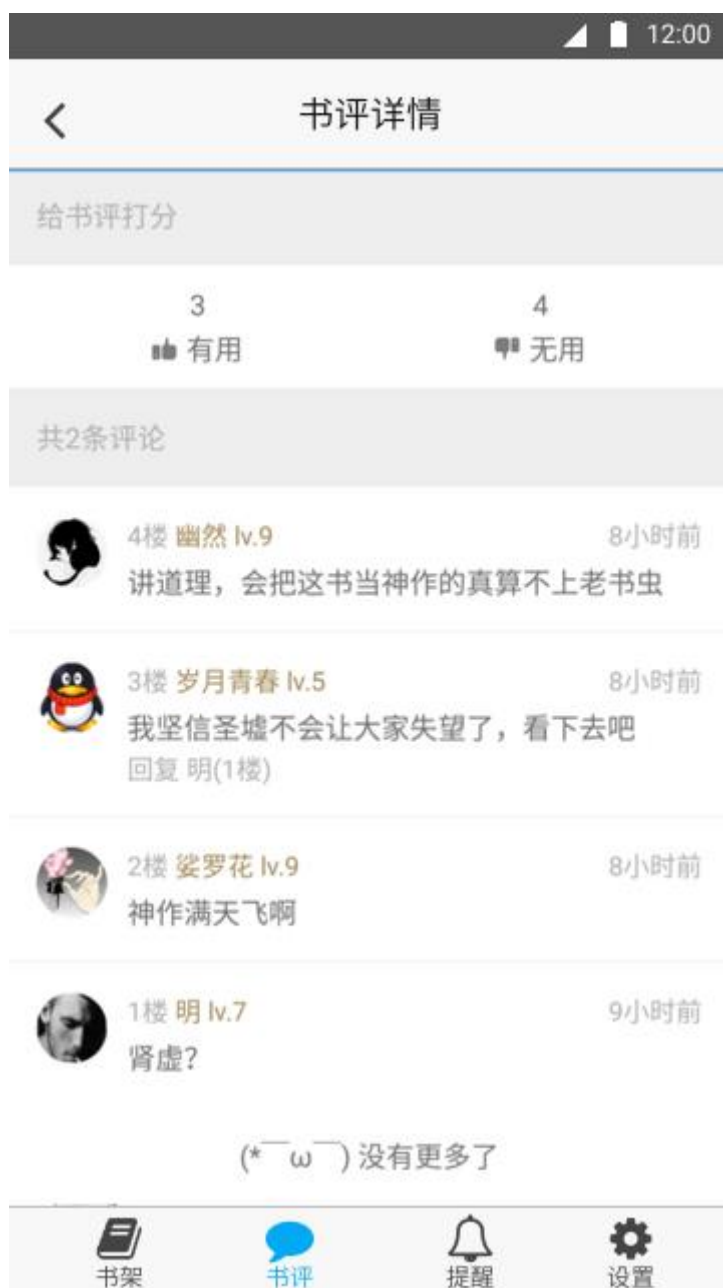 12:00
书评详情
给书评打分
3
4
有用
无用
共2条评论
4楼 幽然 lv.9 8小时前
讲道理，会把这书当神作的真算不上老书虫
3楼 岁月青春 lv.5 8小时前
我坚信圣墟不会让大家失望了，看下去吧
回复 明(1楼)
2楼 娑罗花 lv.9 8小时前
神作满天飞啊
1楼 明 lv.7 9小时前
肾虚?
(*￣ω￣) 没有更多了
书架 书评 提醒 设置